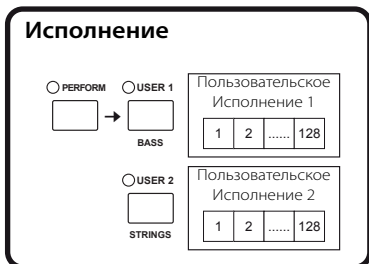 Исполнение
PERFORM USER 1 Пользовательское
Исполнение 1
1 2 ...... 128
BASS
USER 2 Пользовательское
Исполнение 2
1 2 ...... 128
STRINGS